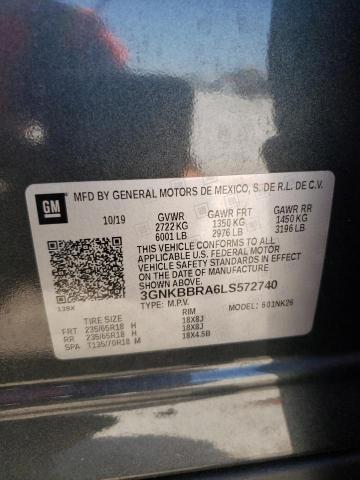 GM
MFD BY GENERAL MOTORS DE MEXICO, S. DE R.L. DE C.V.
10/19 GVWR GAWR FRT GAWR RR
2722 KG 1350 KG 1450 KG
6001 LB 2976 LB 3196 LB
THIS VEHICLE CONFORMS TO ALL APPLICABLE U.S. FEDERAL
MOTOR VEHICLE SAFETY STANDARDS IN EFFECT
ON THE DATE OF MANUFACTURE SHOWN ABOVE.
3GNKBBRA6LS572740
TYPE: M.P.V. 601NK26
138X TIRE SIZE RIM
FRT 235/65R18 H 18X8J
RR 235/65R18 H 18X8J
SPA T135/70R18 M 18X4.5B